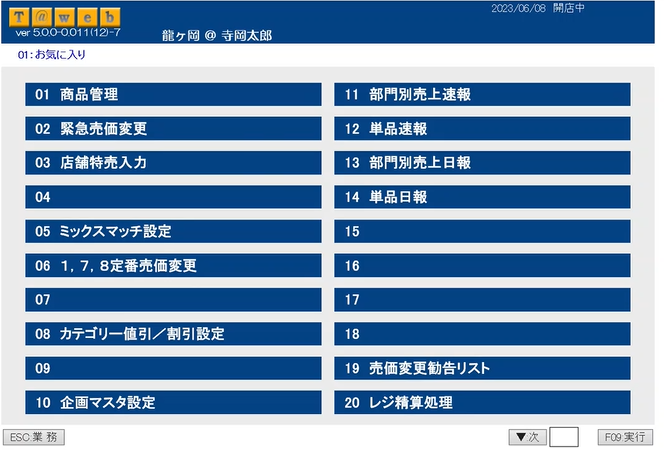 T@web
2023/06/08 開店中
ver 5.0.0-0.011(12)-7
龍ヶ岡 @ 寺岡太郎
01:お気に入り
01 商品管理
02 緊急売価変更
03 店舗特売入力
04
05 ミックスマッチ設定
06 1,7,8定番売価変更
07
08 カテゴリー値引/割引設定
09
10 企画マスタ設定
11 部門別売上速報
12 単品速報
13 部門別売上日報
14 単品日報
15
16
17
18
19 売価変更勧告リスト
20 レジ精算処理
ESC業務
▼:次
F09:実行